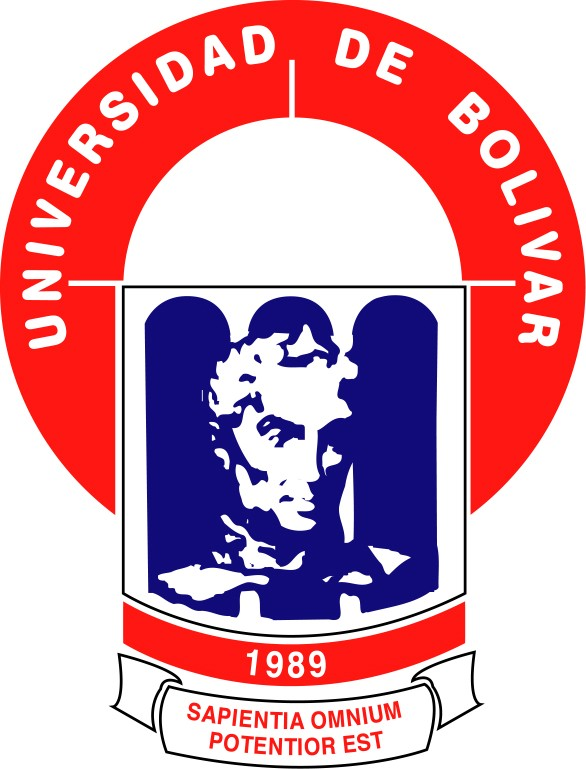 UNIVERSIDAD DE BOLIVAR
1989
SAPIENTIA OMNIUM
POTENTIOR EST